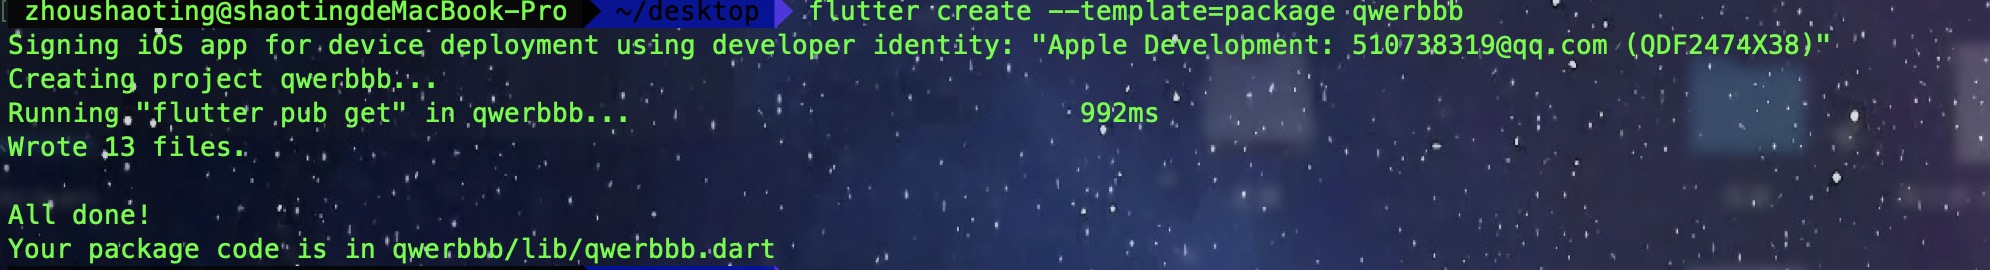 zhoushaoting@shaotingdeMacBook-Pro ~/desktop flutter create --template=package qwerbbb
Signing iOS app for device deployment using developer identity: "Apple Development: 510738319@qq.com (QDF2474X38)"
Creating project qwerbbb...
Running "flutter pub get" in qwerbbb... 992ms
Wrote 13 files.
All done!
Your package code is in qwerbbb/lib/qwerbbb.dart